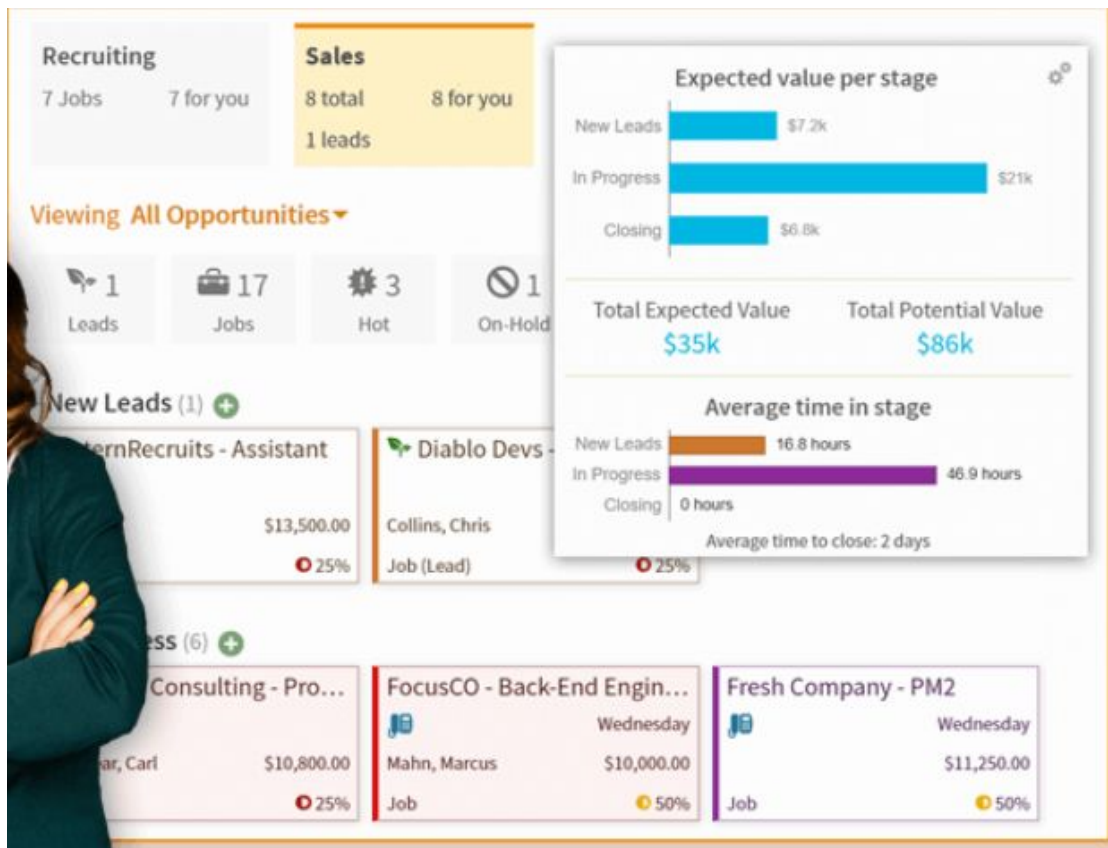 Recruiting
7 Jobs 7 for you
Sales
8 total 8 for you
1 leads
Viewing All Opportunities
1
Leads
17
Jobs
3
Hot
1
On-Hold
Expected value per stage
New Leads $7.2k
In Progress $21k
Closing $6.8k
Total Expected Value
$35k
Total Potential Value
$86k
Average time in stage
New Leads 16.8 hours
In Progress 46.9 hours
Closing 0 hours
Average time to close: 2 days
New Leads (1)
- Assistant
$13,500.00
25%
Diablo Devs -
Collins, Chris
Job (Lead) 25%
(6)
Consulting - Pro...
Carl $10,800.00
25%
FocusCO - Back-End Engin...
Wednesday
Mahn, Marcus $10,000.00
Job 50%
Fresh Company - PM2
Wednesday
$11,250.00
Job 50%